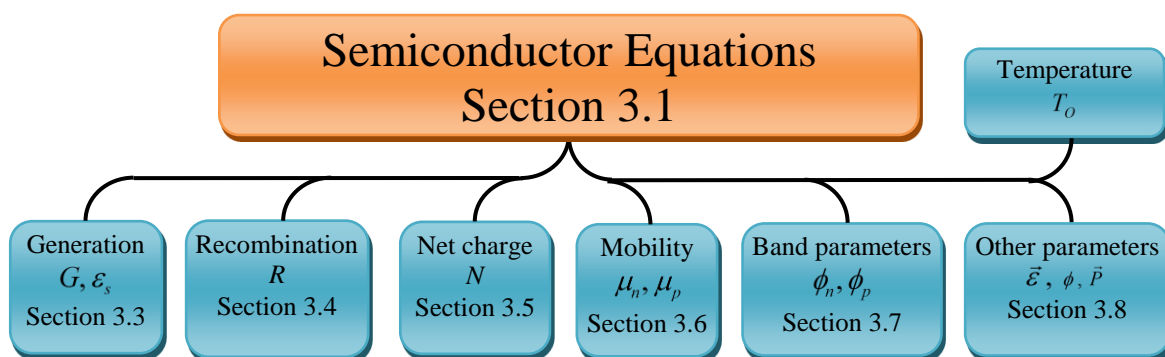 Semiconductor Equations
Section 3.1
Temperature
T_O
Generation
G, ε_s
Section 3.3
Recombination
R
Section 3.4
Net charge
N
Section 3.5
Mobility
μ_n, μ_p
Section 3.6
Band parameters
ϕ_n, ϕ_p
Section 3.7
Other parameters
ε⃗, ϕ, P⃗
Section 3.8